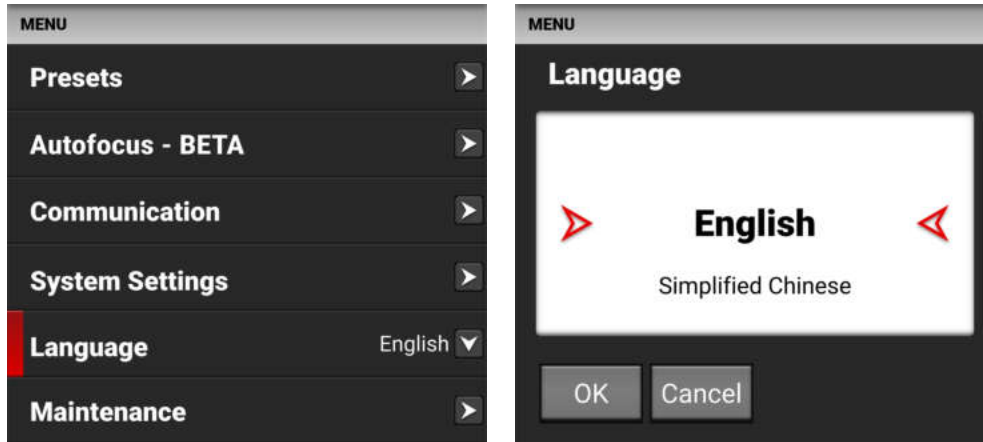 MENU
Presets
Autofocus - BETA
Communication
System Settings
Language English
Maintenance
MENU
Language
English
Simplified Chinese
OK Cancel